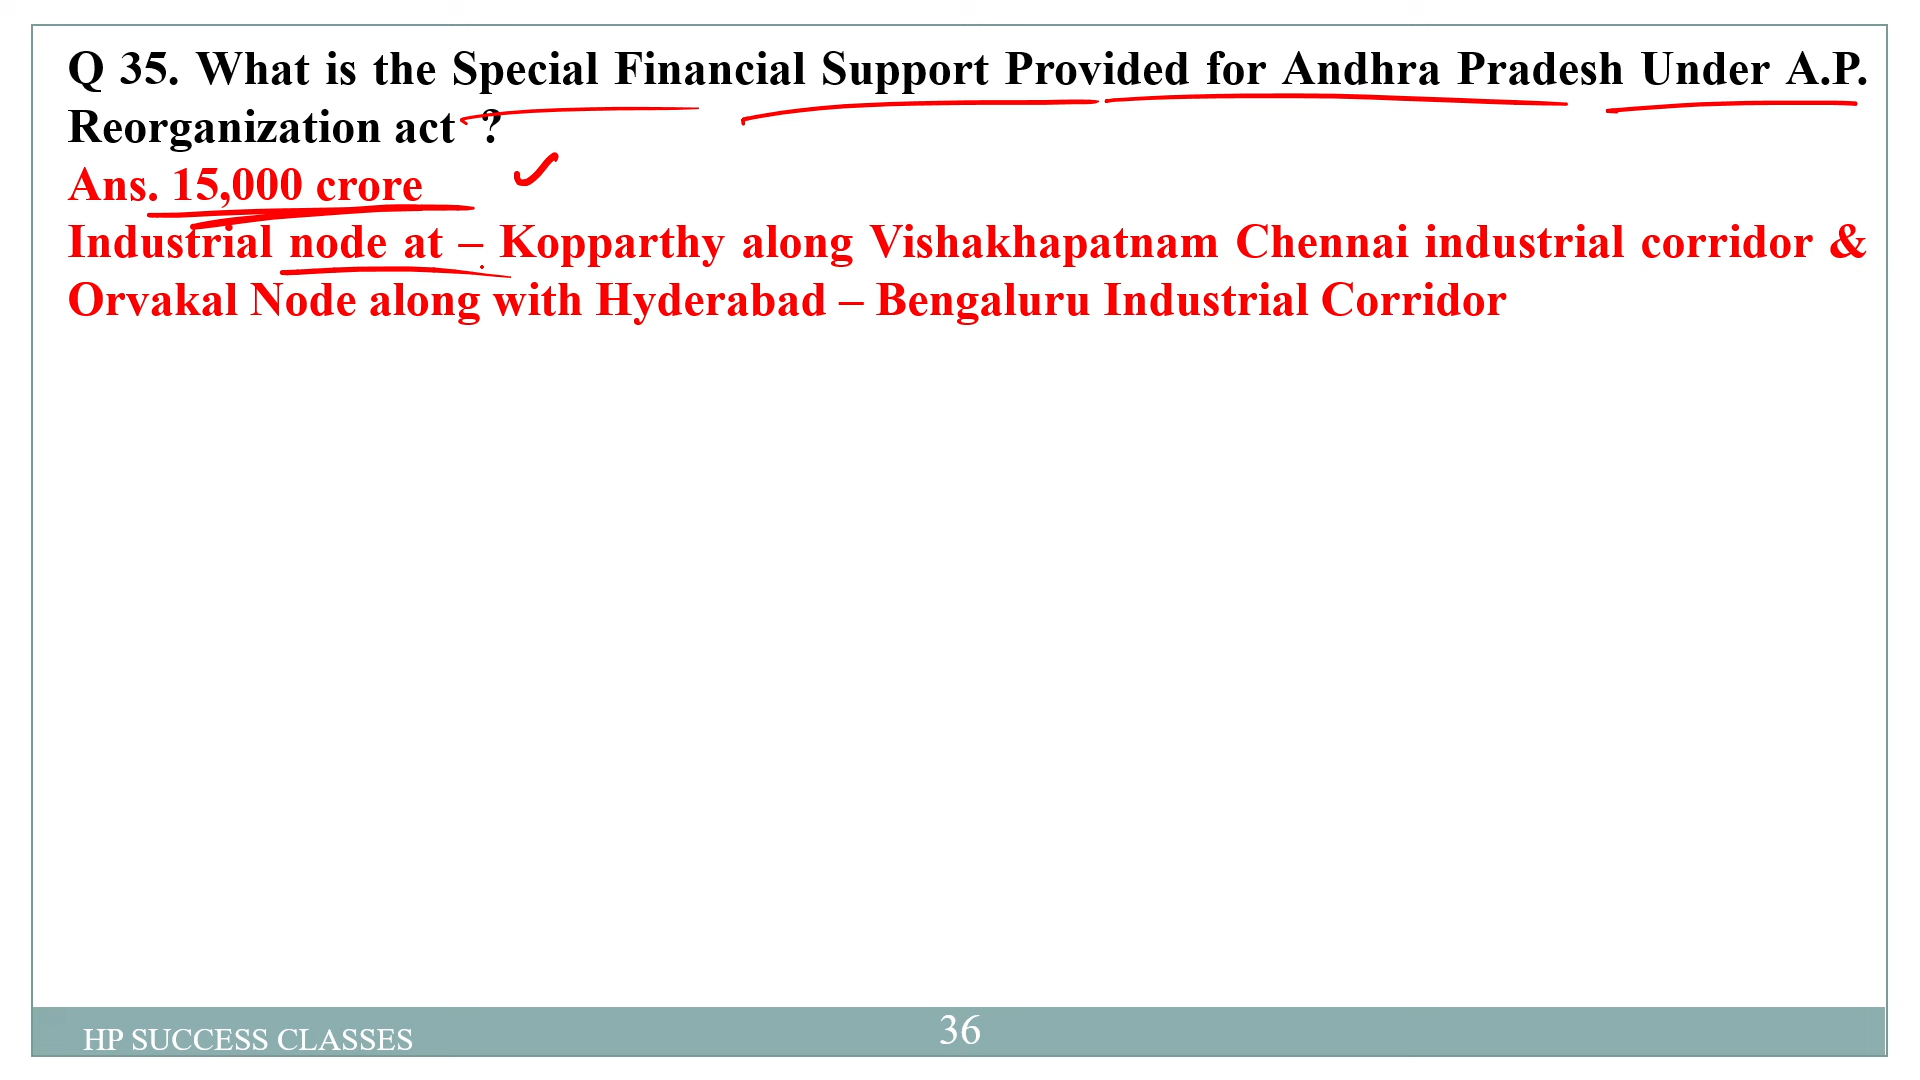 Q 35. What is the Special Financial Support Provided for Andhra Pradesh Under A.P.
Reorganization act ?
Ans. 15,000 crore
Industrial node at – Kopparthy along Vishakhapatnam Chennai industrial corridor &
Orvakal Node along with Hyderabad – Bengaluru Industrial Corridor
HP SUCCESS CLASSES
36